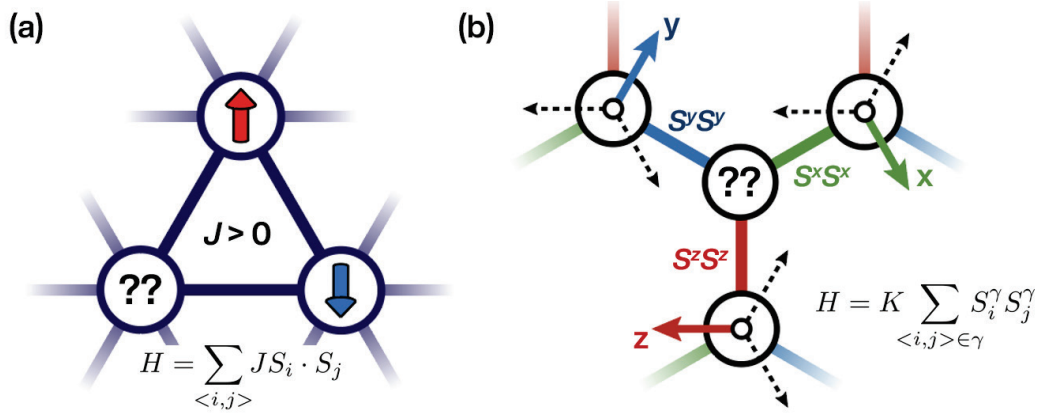 (a)
J > 0
??
H = ∑ JS_i · S_j
<i,j>
(b)
y
S^yS^y
??
S^xS^x
x
S^zS^z
z
H = K ∑ S_i^γ S_j^γ
<i,j>∈γ